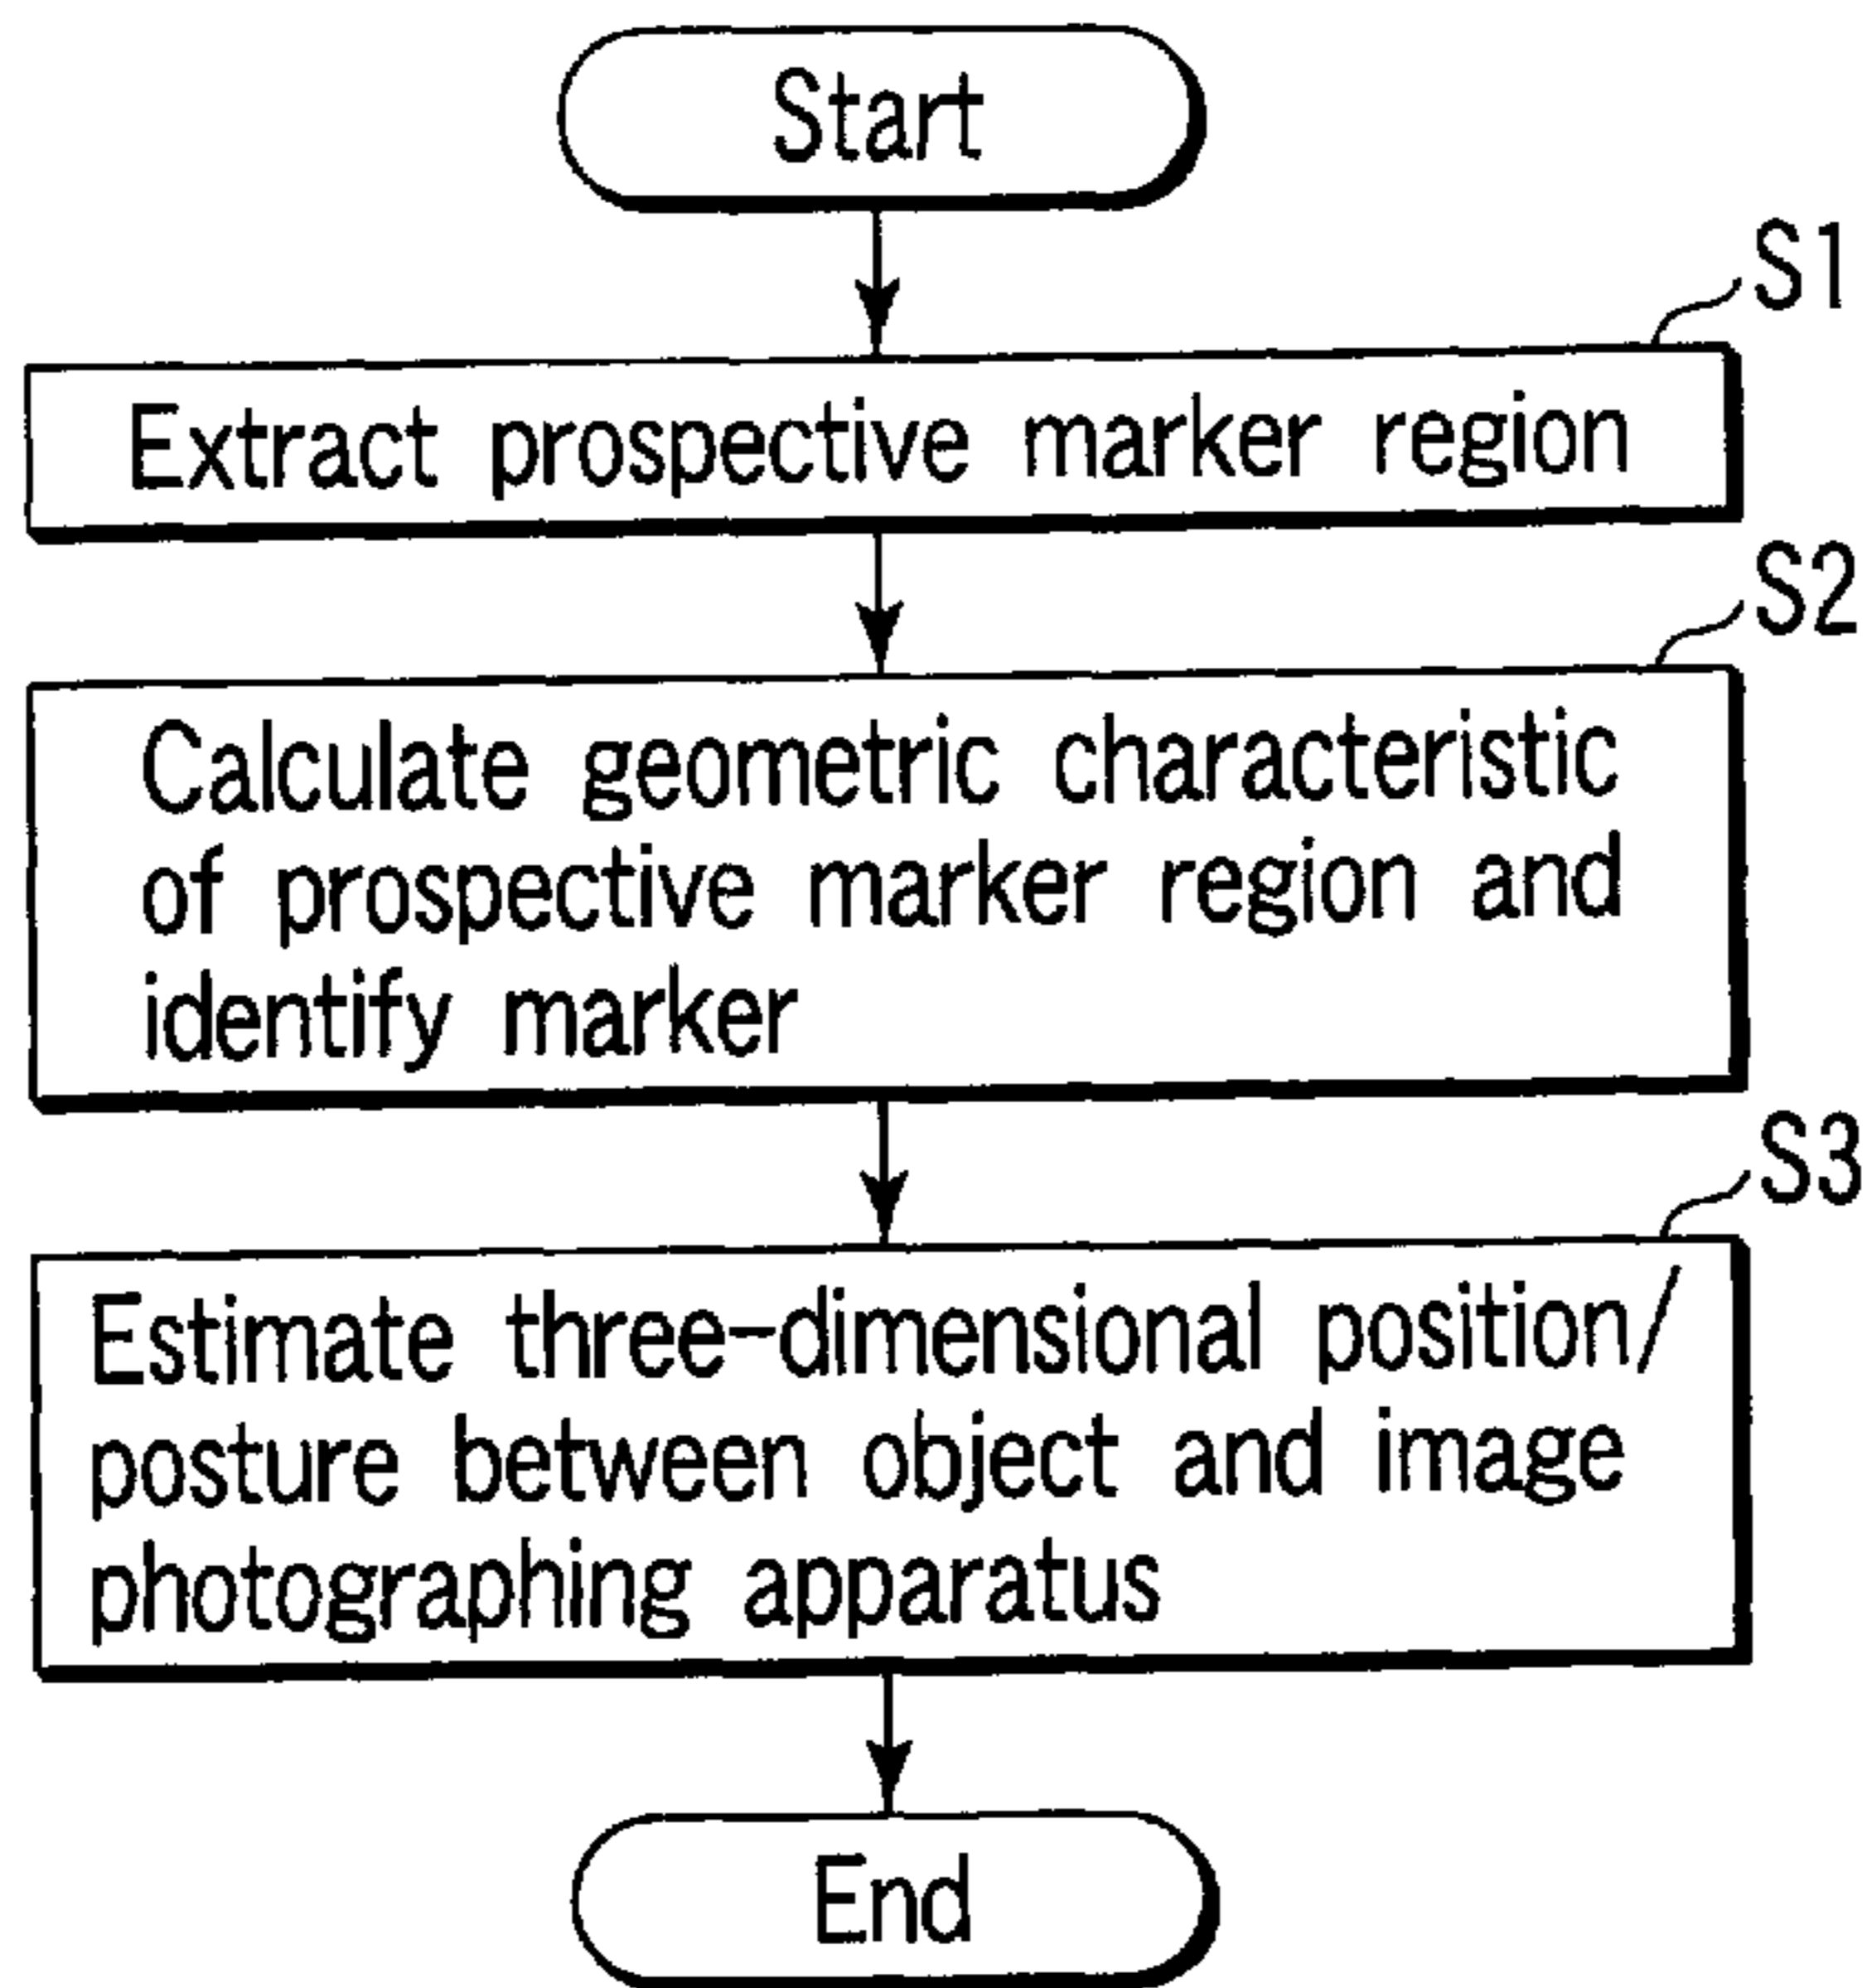 Start
S1
Extract prospective marker region
S2
Calculate geometric characteristic
of prospective marker region and
identify marker
S3
Estimate three-dimensional position/
posture between object and image
photographing apparatus
End